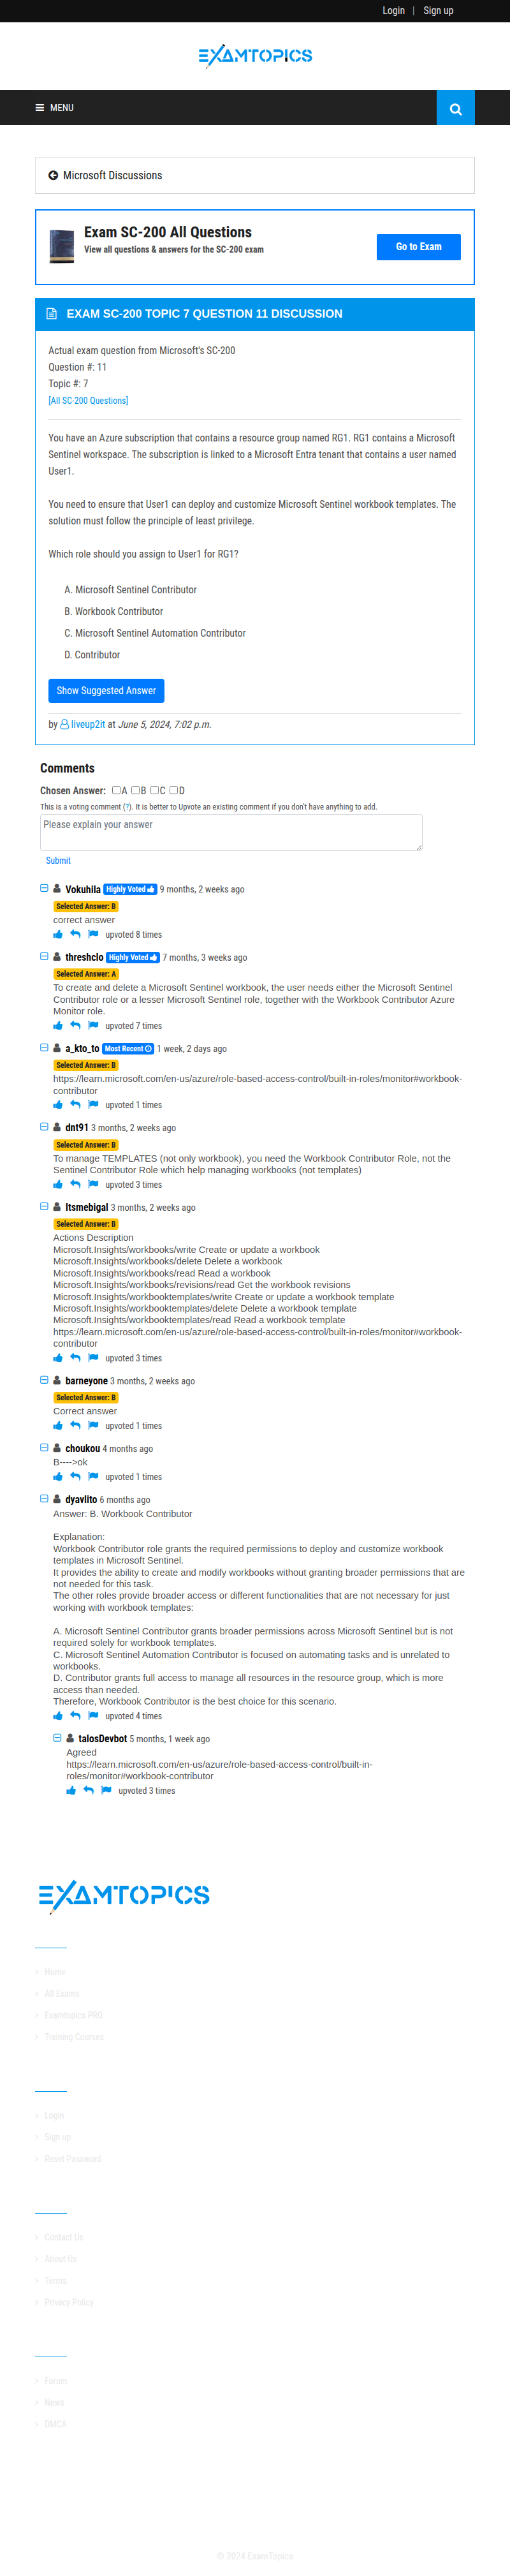 Login | Sign up
EXAMTOPICS
MENU
Microsoft Discussions
Exam SC-200 All Questions
View all questions & answers for the SC-200 exam
Go to Exam
EXAM SC-200 TOPIC 7 QUESTION 11 DISCUSSION
Actual exam question from Microsoft's SC-200
Question #: 11
Topic #: 7
[All SC-200 Questions]
You have an Azure subscription that contains a resource group named RG1. RG1 contains a Microsoft
Sentinel workspace. The subscription is linked to a Microsoft Entra tenant that contains a user named
User1.
You need to ensure that User1 can deploy and customize Microsoft Sentinel workbook templates. The
solution must follow the principle of least privilege.
Which role should you assign to User1 for RG1?
A. Microsoft Sentinel Contributor
B. Workbook Contributor
C. Microsoft Sentinel Automation Contributor
D. Contributor
Show Suggested Answer
by liveup2it at June 5, 2024, 7:02 p.m.
Comments
Chosen Answer: A B C D
This is a voting comment (?). It is better to Upvote an existing comment if you don't have anything to add.
Please explain your answer
Submit
Vokuhila Highly Voted 9 months, 2 weeks ago
Selected Answer: B
correct answer
upvoted 8 times
threshclo Highly Voted 7 months, 3 weeks ago
Selected Answer: A
To create and delete a Microsoft Sentinel workbook, the user needs either the Microsoft Sentinel
Contributor role or a lesser Microsoft Sentinel role, together with the Workbook Contributor Azure
Monitor role.
upvoted 7 times
a_kto_to Most Recent 1 week, 2 days ago
Selected Answer: B
https://learn.microsoft.com/en-us/azure/role-based-access-control/built-in-roles/monitor#workbook-
contributor
upvoted 1 times
dnt91 3 months, 2 weeks ago
Selected Answer: B
To manage TEMPLATES (not only workbook), you need the Workbook Contributor Role, not the
Sentinel Contributor Role which help managing workbooks (not templates)
upvoted 3 times
Itsmebigal 3 months, 2 weeks ago
Selected Answer: B
Actions Description
Microsoft.Insights/workbooks/write Create or update a workbook
Microsoft.Insights/workbooks/delete Delete a workbook
Microsoft.Insights/workbooks/read Read a workbook
Microsoft.Insights/workbooks/revisions/read Get the workbook revisions
Microsoft.Insights/workbooktemplates/write Create or update a workbook template
Microsoft.Insights/workbooktemplates/delete Delete a workbook template
Microsoft.Insights/workbooktemplates/read Read a workbook template
https://learn.microsoft.com/en-us/azure/role-based-access-control/built-in-roles/monitor#workbook-
contributor
upvoted 3 times
barneyone 3 months, 2 weeks ago
Selected Answer: B
Correct answer
upvoted 1 times
choukou 4 months ago
B---->ok
upvoted 1 times
dyavlito 6 months ago
Answer: B. Workbook Contributor
Explanation:
Workbook Contributor role grants the required permissions to deploy and customize workbook
templates in Microsoft Sentinel.
It provides the ability to create and modify workbooks without granting broader permissions that are
not needed for this task.
The other roles provide broader access or different functionalities that are not necessary for just
working with workbook templates:
A. Microsoft Sentinel Contributor grants broader permissions across Microsoft Sentinel but is not
required solely for workbook templates.
C. Microsoft Sentinel Automation Contributor is focused on automating tasks and is unrelated to
workbooks.
D. Contributor grants full access to manage all resources in the resource group, which is more
access than needed.
Therefore, Workbook Contributor is the best choice for this scenario.
upvoted 4 times
talosDevbot 5 months, 1 week ago
Agreed
https://learn.microsoft.com/en-us/azure/role-based-access-control/built-in-
roles/monitor#workbook-contributor
upvoted 3 times
EXAMTOPICS
Home
All Exams
Examtopics PRO
Training Courses
Login
Sign up
Reset Password
Contact Us
About Us
Terms
Privacy Policy
Forum
News
DMCA
© 2024 ExamTopics